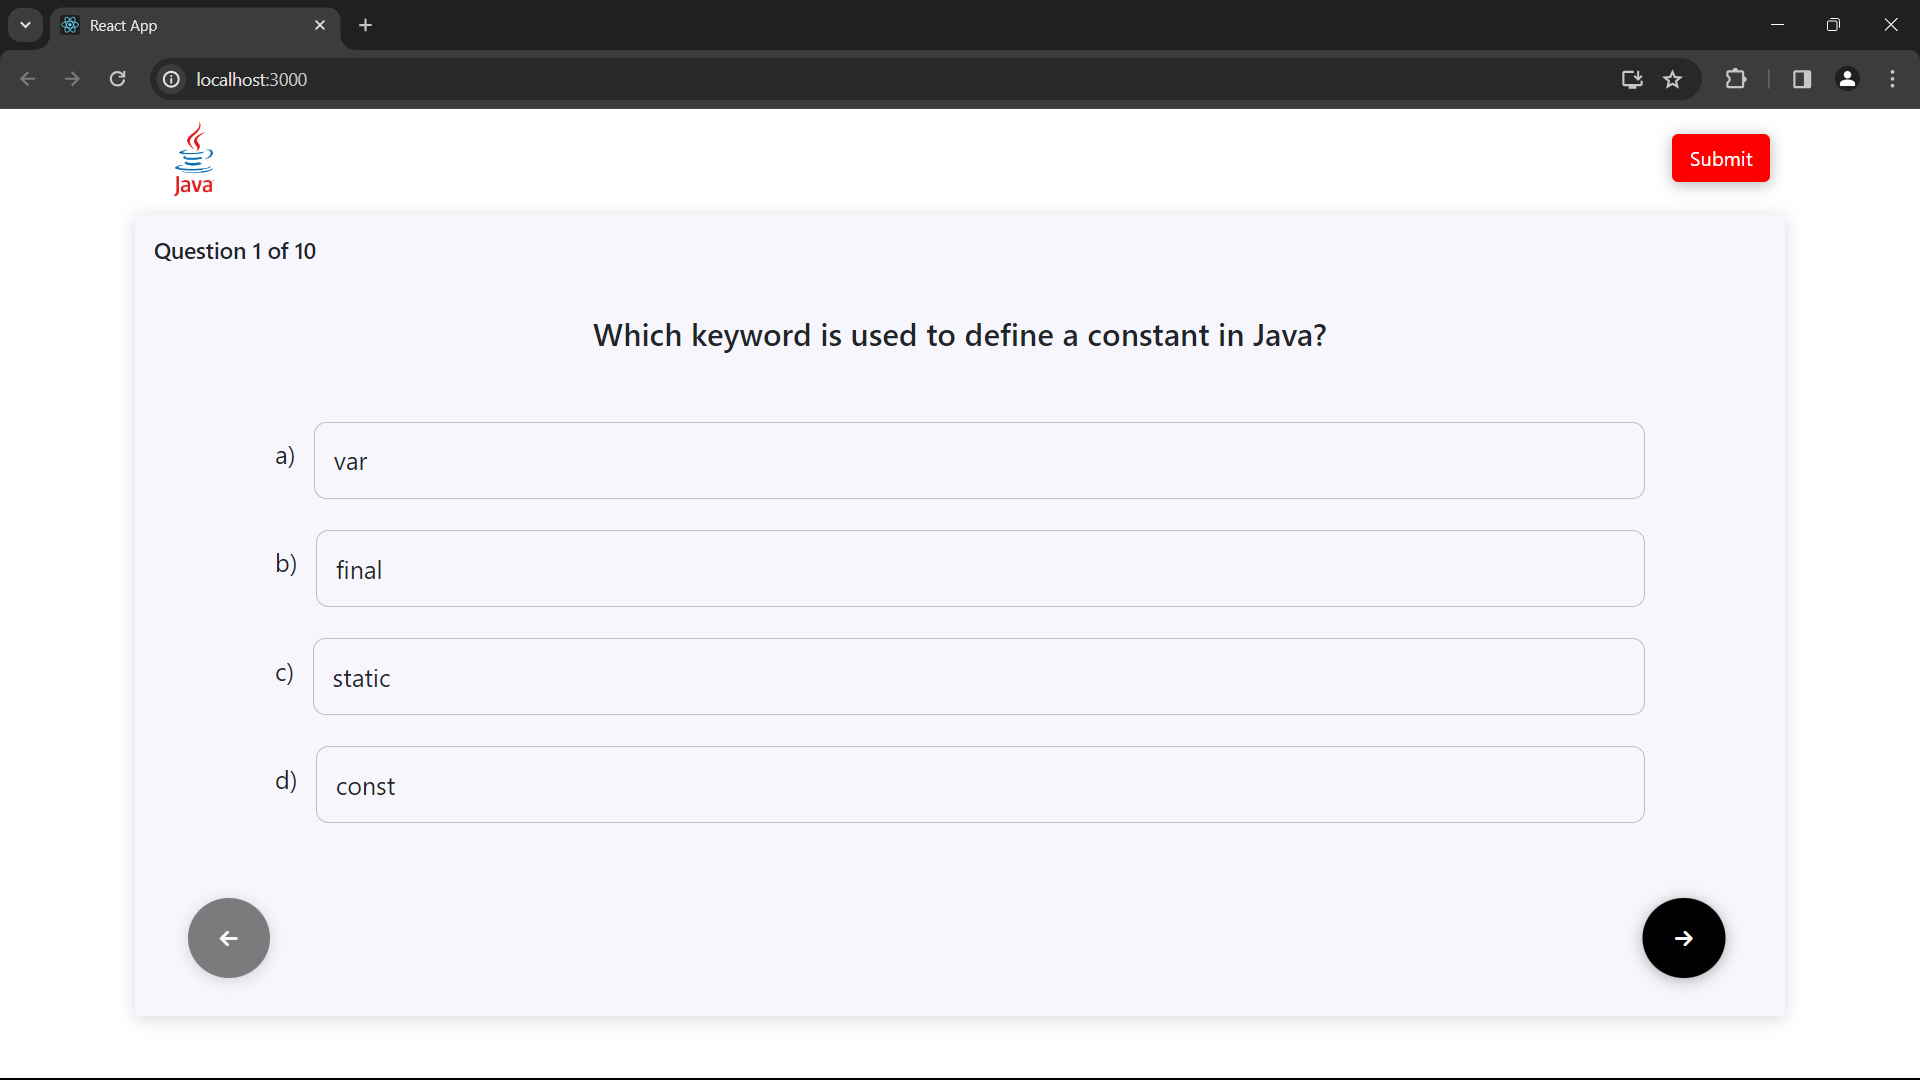 React App
localhost:3000
Java
Submit
Question 1 of 10
Which keyword is used to define a constant in Java?
a) var
b) final
c) static
d) const